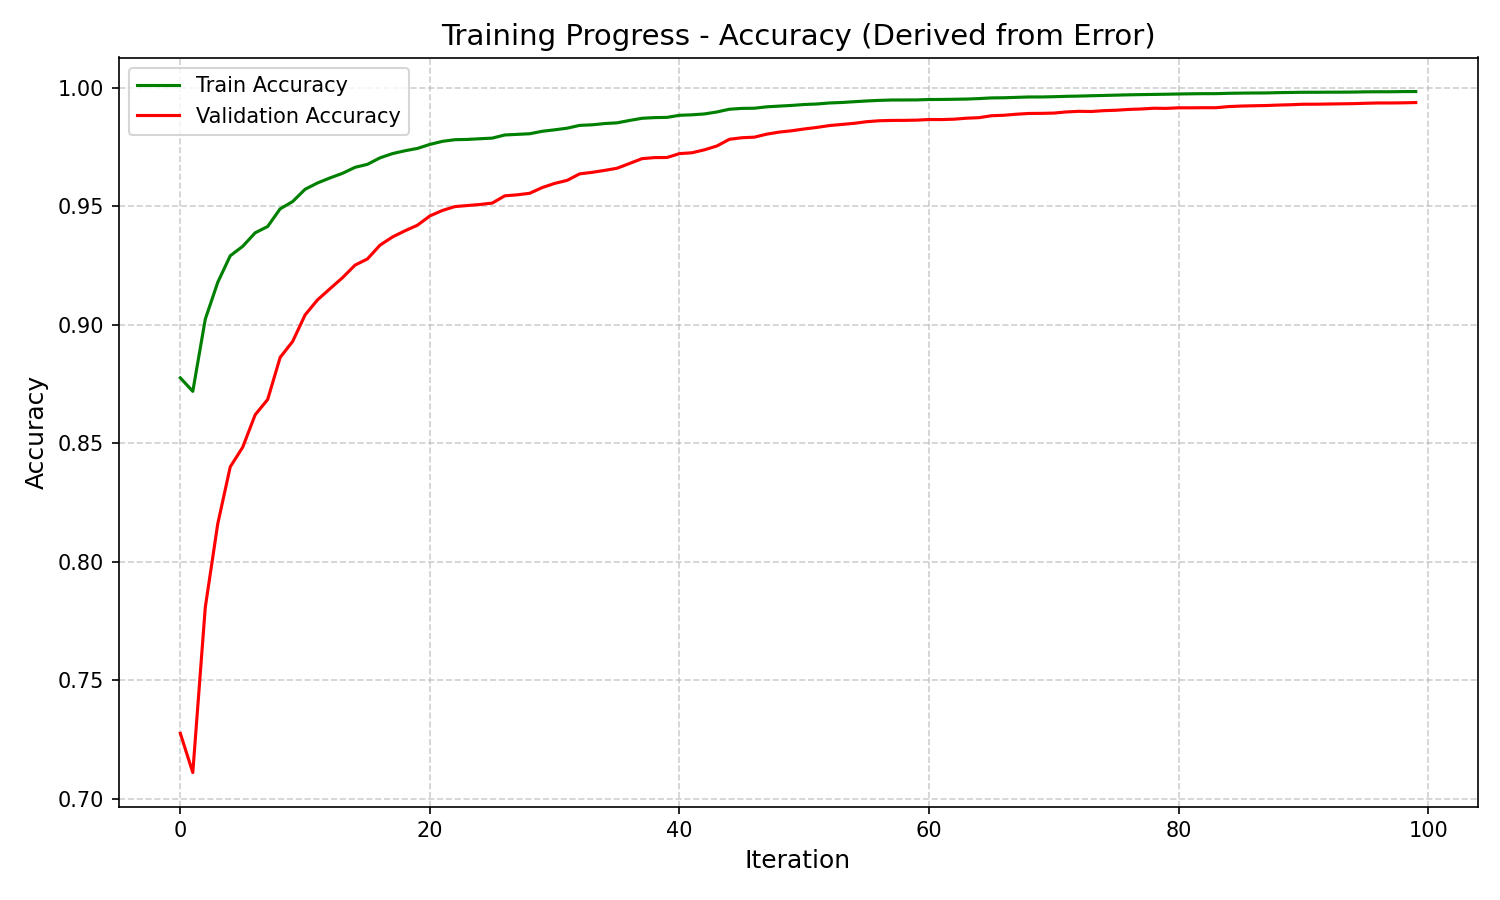 Training Progress - Accuracy (Derived from Error)
Train Accuracy
Validation Accuracy
1.00
0.95
0.90
0.85
0.80
0.75
0.70
Accuracy
0 20 40 60 80 100
Iteration